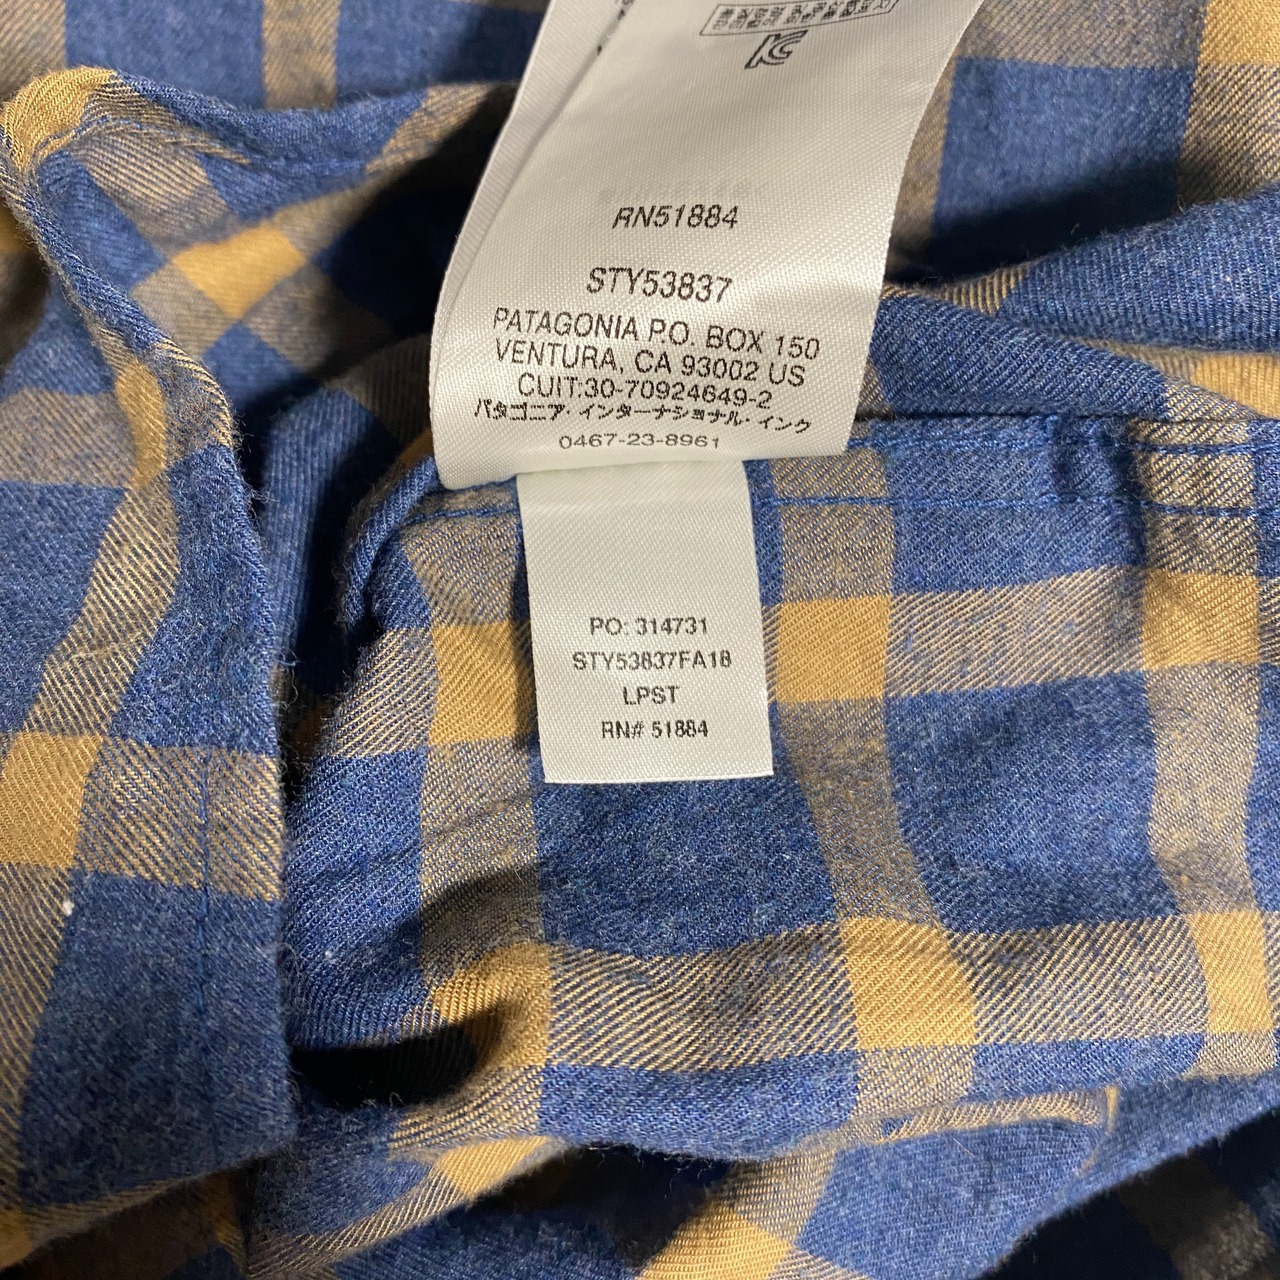 RN51884
STY53837
PATAGONIA P.O. BOX 150
VENTURA, CA 93002 US
CUIT:30-70924649-2
パタゴニア・インターナショナル・インク
0467-23-8961
PO: 314731
STY53837FA18
LPST
RN# 51884